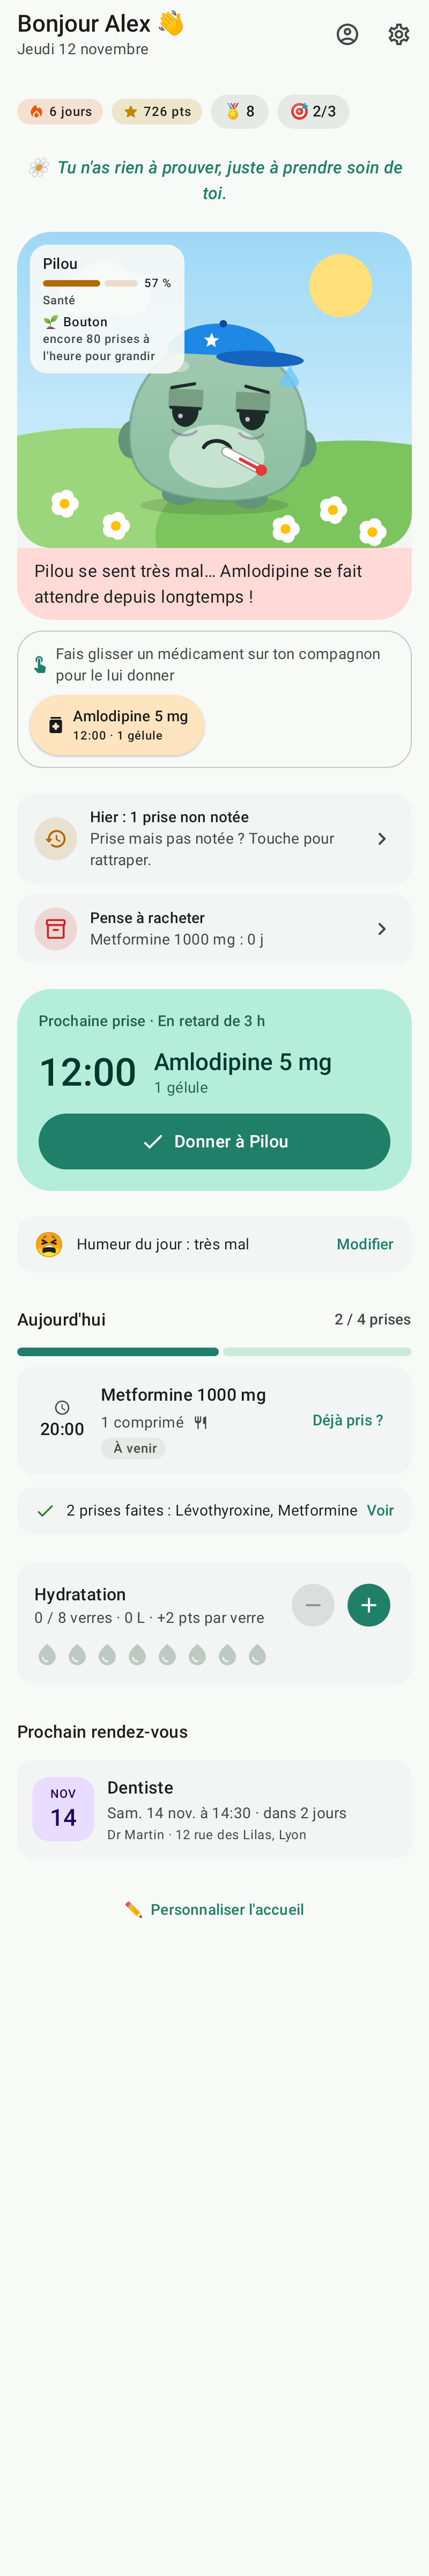 Bonjour Alex 👋
Jeudi 12 novembre
6 jours
726 pts
🏅 8
🎯 2/3
🌼 Tu n'as rien à prouver, juste à prendre soin de
toi.
Pilou
57 %
Santé
🌱 Bouton
encore 80 prises à
l'heure pour grandir
Pilou se sent très mal… Amlodipine se fait
attendre depuis longtemps !
Fais glisser un médicament sur ton compagnon
pour le lui donner
Amlodipine 5 mg
12:00 · 1 gélule
Hier : 1 prise non notée
Prise mais pas notée ? Touche pour
rattraper.
Pense à racheter
Metformine 1000 mg : 0 j
Prochaine prise · En retard de 3 h
12:00
Amlodipine 5 mg
1 gélule
Donner à Pilou
😫 Humeur du jour : très mal
Modifier
Aujourd'hui
2 / 4 prises
20:00
Metformine 1000 mg
1 comprimé
À venir
Déjà pris ?
2 prises faites : Lévothyroxine, Metformine
Voir
Hydratation
0 / 8 verres · 0 L · +2 pts par verre
Prochain rendez-vous
NOV
14
Dentiste
Sam. 14 nov. à 14:30 · dans 2 jours
Dr Martin · 12 rue des Lilas, Lyon
✏️ Personnaliser l'accueil